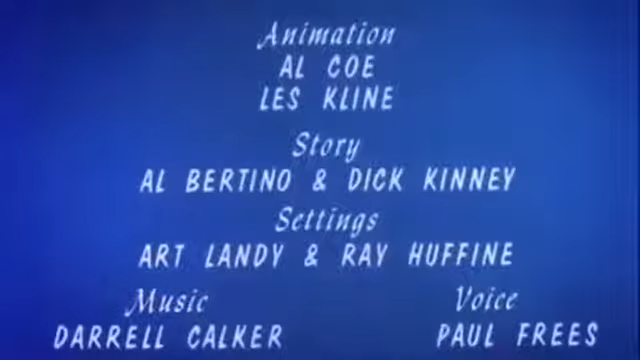 Animation
AL COE
LES KLINE
Story
AL BERTINO & DICK KINNEY
Settings
ART LANDY & RAY HUFFINE
Music
DARRELL CALKER
Voice
PAUL FREES